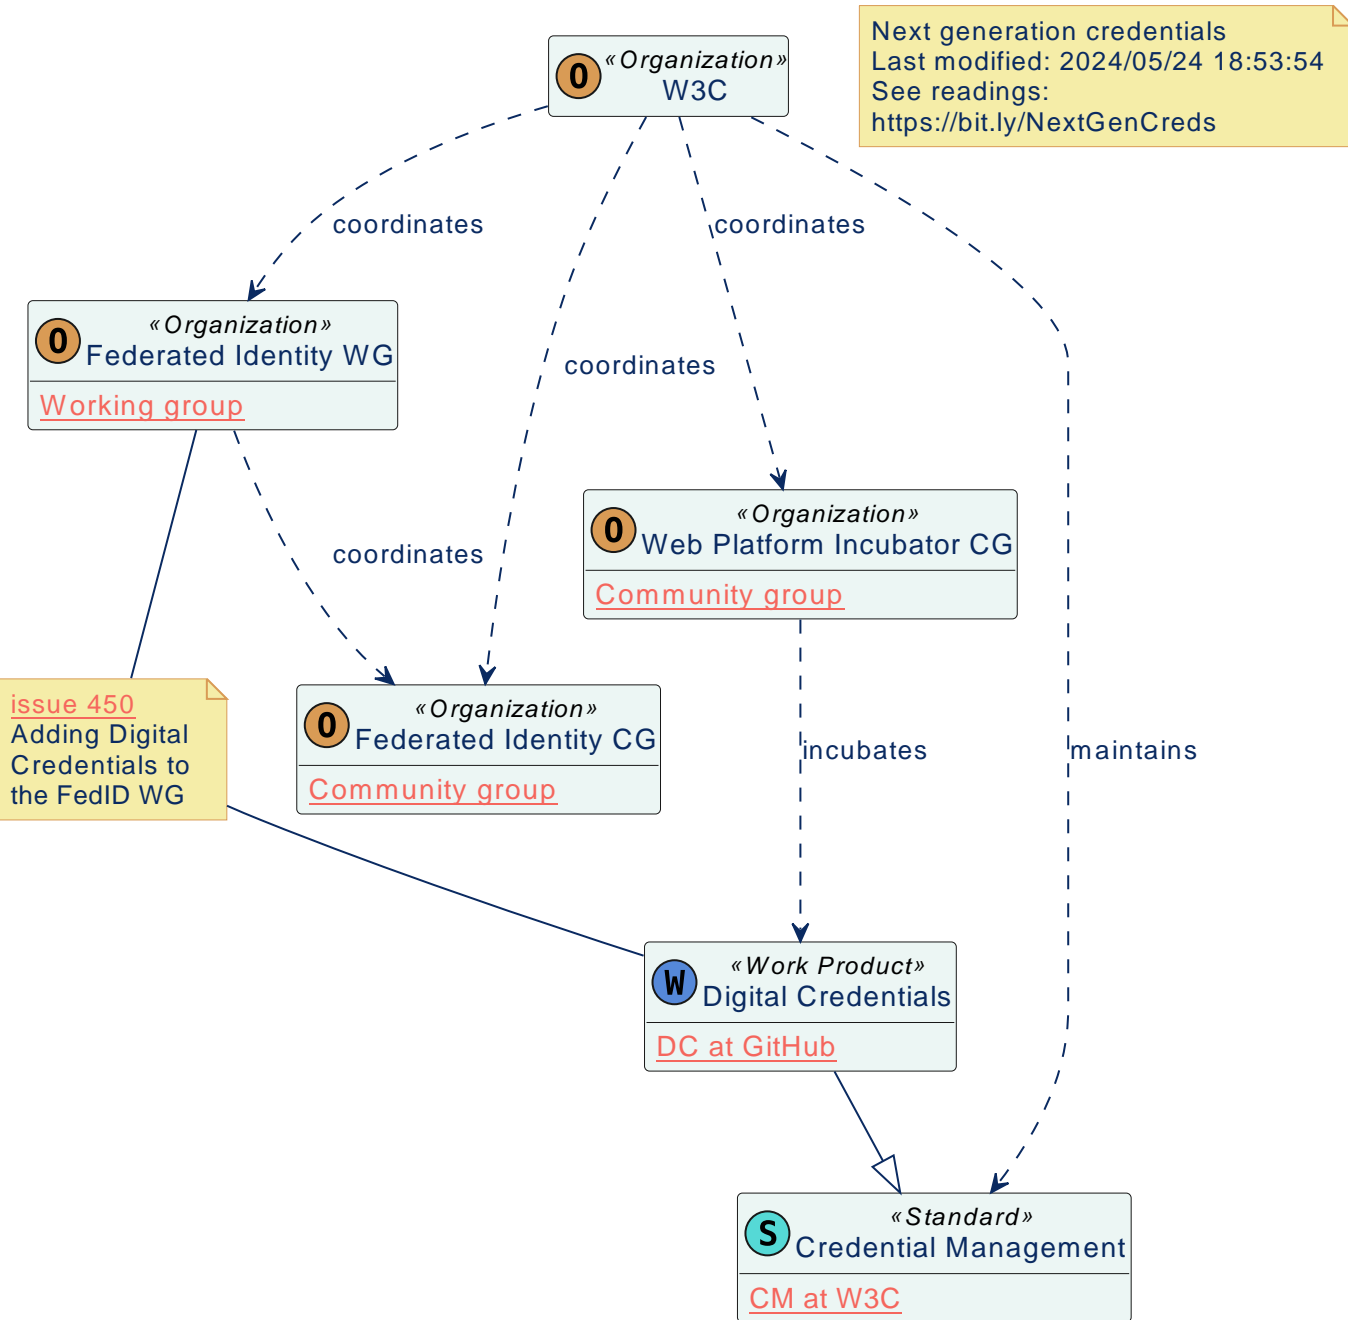 Next generation credentials
Last modified: 2024/05/24 18:53:54
See readings:
https://bit.ly/NextGenCreds
O
«Organization»
W3C
coordinates
coordinates
O
«Organization»
Federated Identity WG
Working group
coordinates
O
«Organization»
Web Platform Incubator CG
Community group
coordinates
issue 450
Adding Digital
Credentials to
the FedID WG
O
«Organization»
Federated Identity CG
Community group
incubates
maintains
W
«Work Product»
Digital Credentials
DC at GitHub
S
«Standard»
Credential Management
CM at W3C